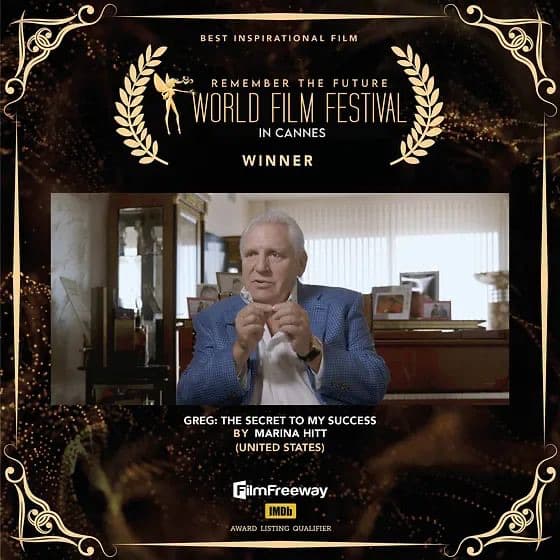 BEST INSPIRATIONAL FILM
REMEMBER THE FUTURE
WORLD FILM FESTIVAL
IN CANNES
WINNER
GREG: THE SECRET TO MY SUCCESS
BY MARINA HITT
(UNITED STATES)
FilmFreeway
IMDb
AWARD LISTING QUALIFIER